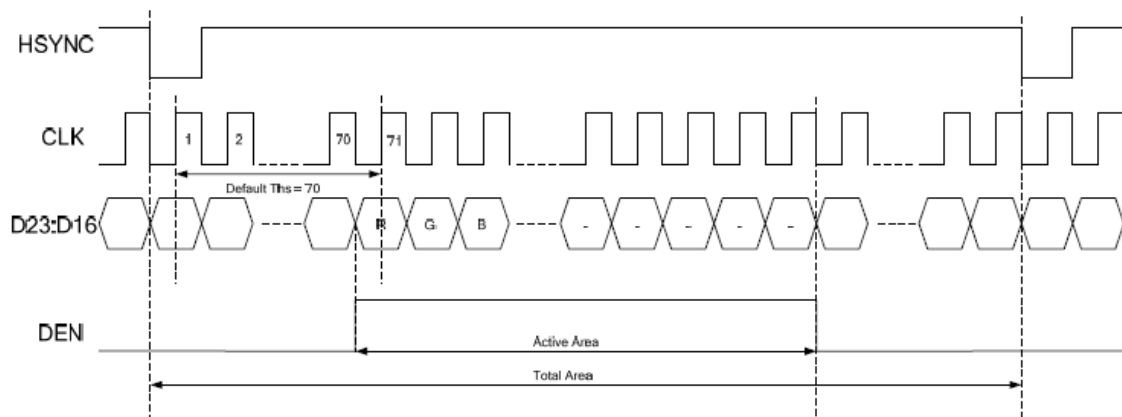 HSYNC
CLK
1
2
70
71
Default Ths = 70
D23:D16
R
G
B
-
-
-
-
-
DEN
Active Area
Total Area